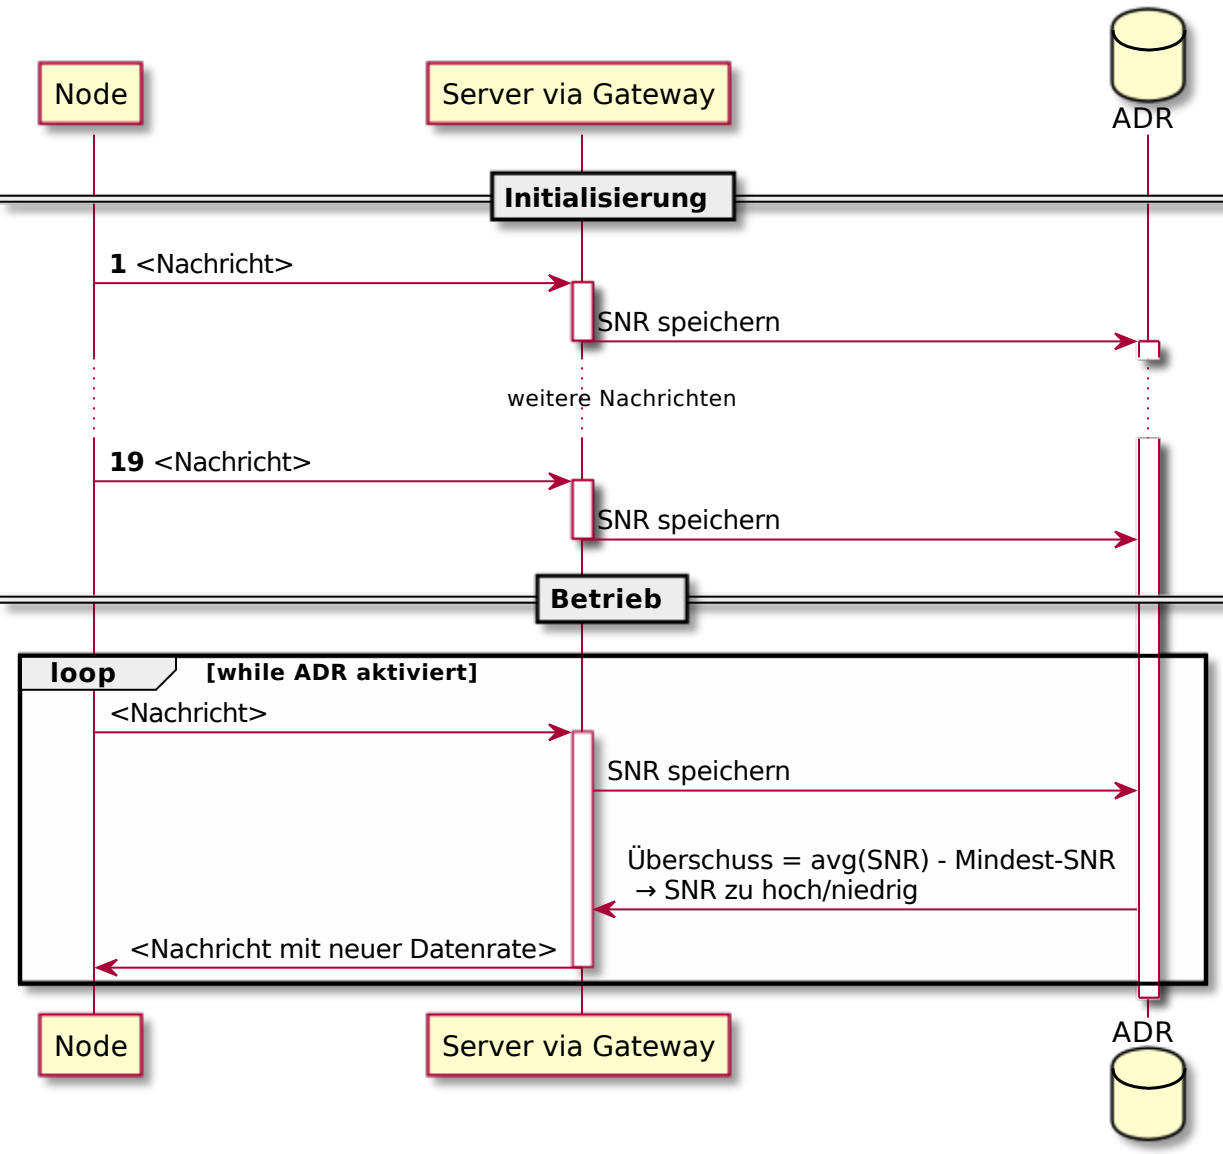 Node
Server via Gateway
ADR
Initialisierung
1 <Nachricht>
SNR speichern
weitere Nachrichten
19 <Nachricht>
SNR speichern
Betrieb
loop [while ADR aktiviert]
<Nachricht>
SNR speichern
Überschuss = avg(SNR) - Mindest-SNR
→ SNR zu hoch/niedrig
<Nachricht mit neuer Datenrate>
Node
Server via Gateway
ADR